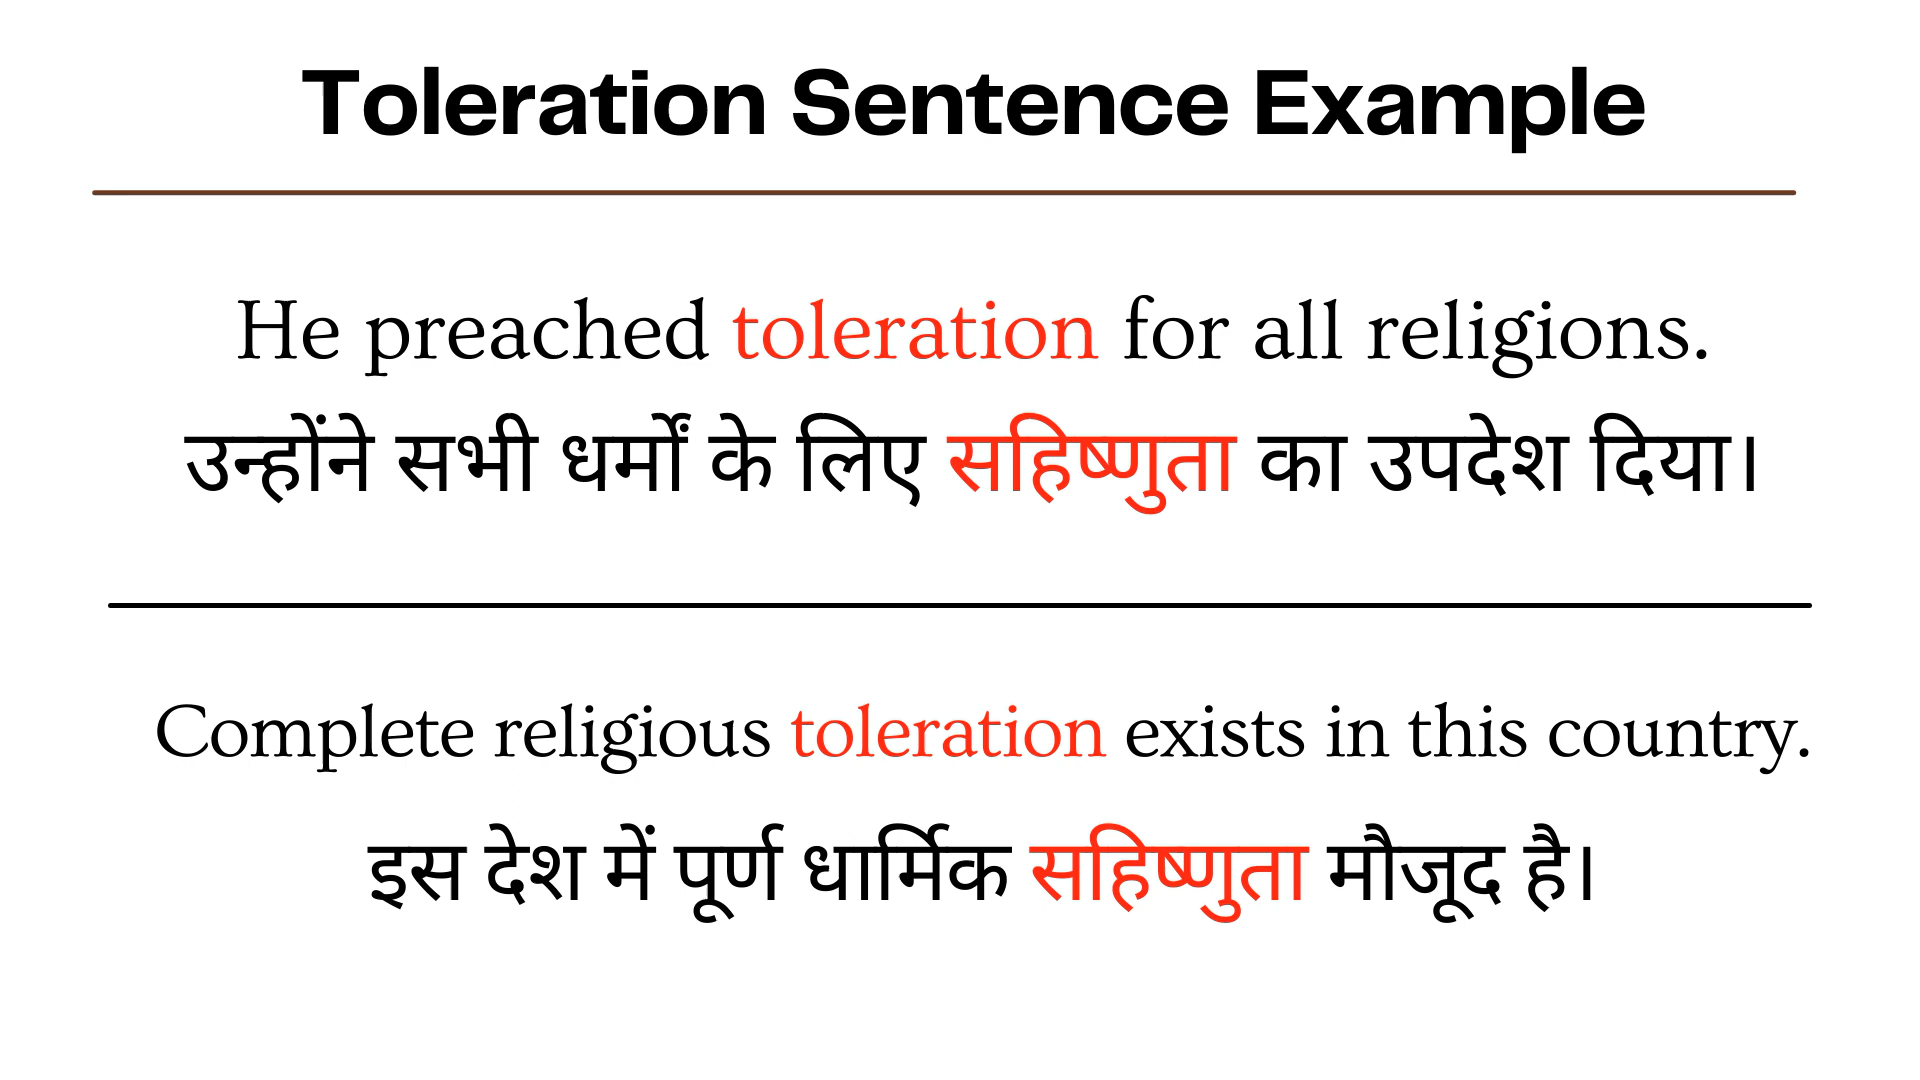 Toleration Sentence Example
He preached toleration for all religions.
उन्होंने सभी धर्मों के लिए सहिष्णुता का उपदेश दिया।
Complete religious toleration exists in this country.
इस देश में पूर्ण धार्मिक सहिष्णुता मौजूद है।